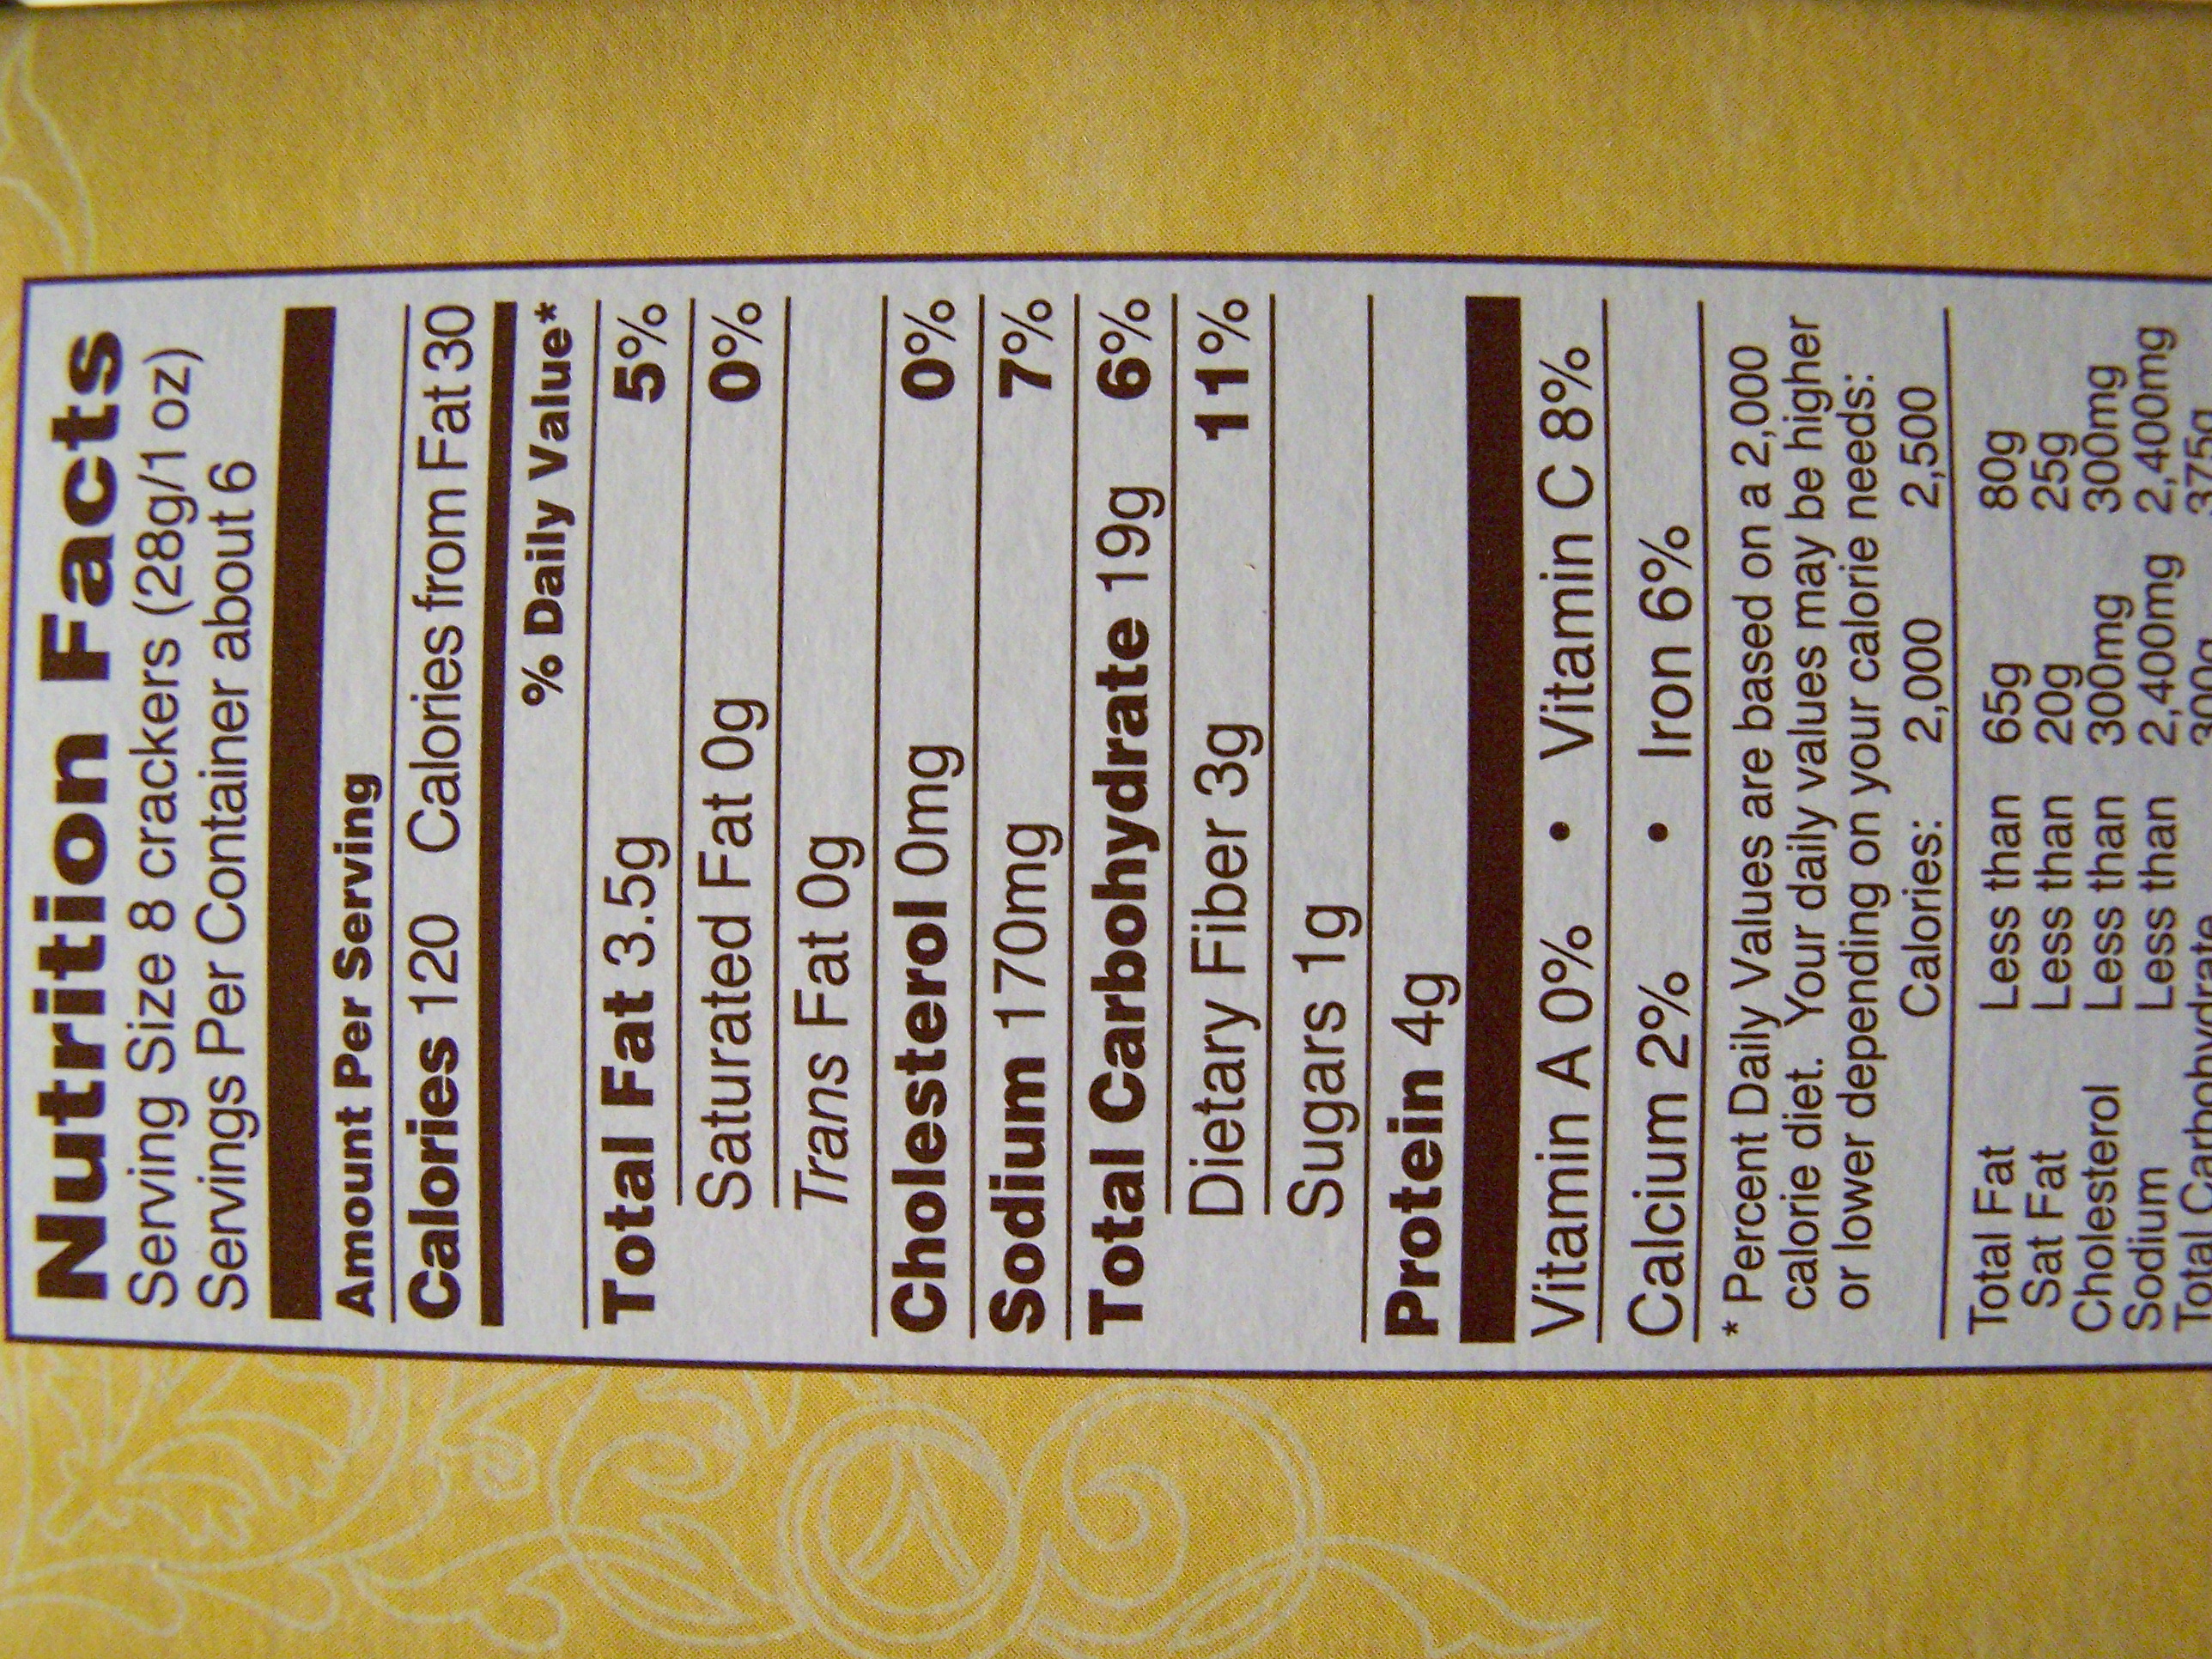 Nutrition Facts
Serving Size 8 crackers (28g/1 oz)
Servings Per Container about 6
Amount Per Serving
Calories 120 Calories from Fat 30
% Daily Value*
Total Fat 3.5g 5%
Saturated Fat 0g 0%
Trans Fat 0g
Cholesterol 0mg 0%
Sodium 170mg 7%
Total Carbohydrate 19g 6%
Dietary Fiber 3g 11%
Sugars 1g
Protein 4g
Vitamin A 0% • Vitamin C 8%
Calcium 2% • Iron 6%
* Percent Daily Values are based on a 2,000
calorie diet. Your daily values may be higher
or lower depending on your calorie needs:
Calories: 2,000 2,500
Total Fat Less than 65g 80g
Sat Fat Less than 20g 25g
Cholesterol Less than 300mg 300mg
Sodium Less than 2,400mg 2,400mg
Total Carbohydrate 300g 375g